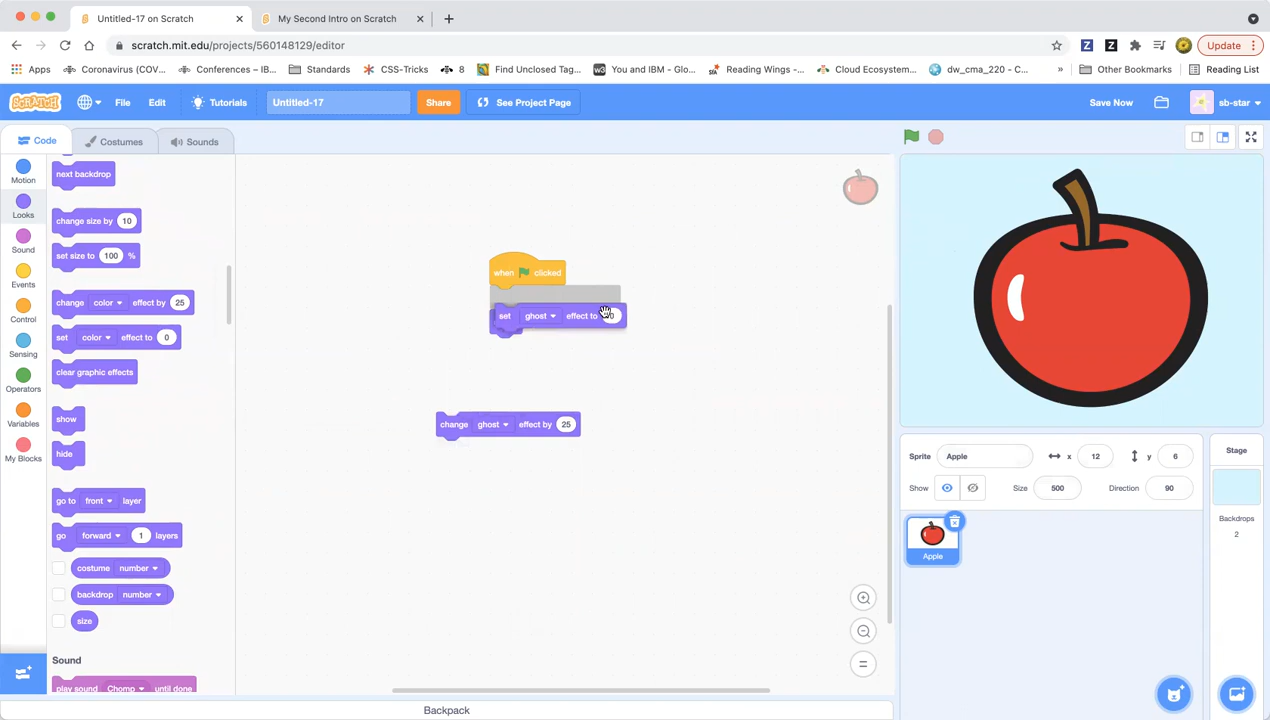 Untitled-17 on Scratch
My Second Intro on Scratch
scratch.mit.edu/projects/560148129/editor
Update
Apps
Coronavirus (COV...
Conferences – IB...
Standards
CSS-Tricks
8
Find Unclosed Tag...
You and IBM - Glo...
Reading Wings -...
Cloud Ecosystem...
dw_cma_220 - C...
»
Other Bookmarks
Reading List
SCRATCH
File
Edit
Tutorials
Untitled-17
Share
See Project Page
Save Now
sb-star
Code
Costumes
Sounds
Motion
Looks
Sound
Events
Control
Sensing
Operators
Variables
My Blocks
next backdrop
change size by 10
set size to 100 %
change color effect by 25
set color effect to 0
clear graphic effects
show
hide
go to front layer
go forward 1 layers
costume number
backdrop number
size
Sound
play sound Chomp until done
when clicked
set ghost effect to
change ghost effect by 25
Backpack
Sprite Apple x 12 y 6
Show Size 500 Direction 90
Apple
Stage
Backdrops
2